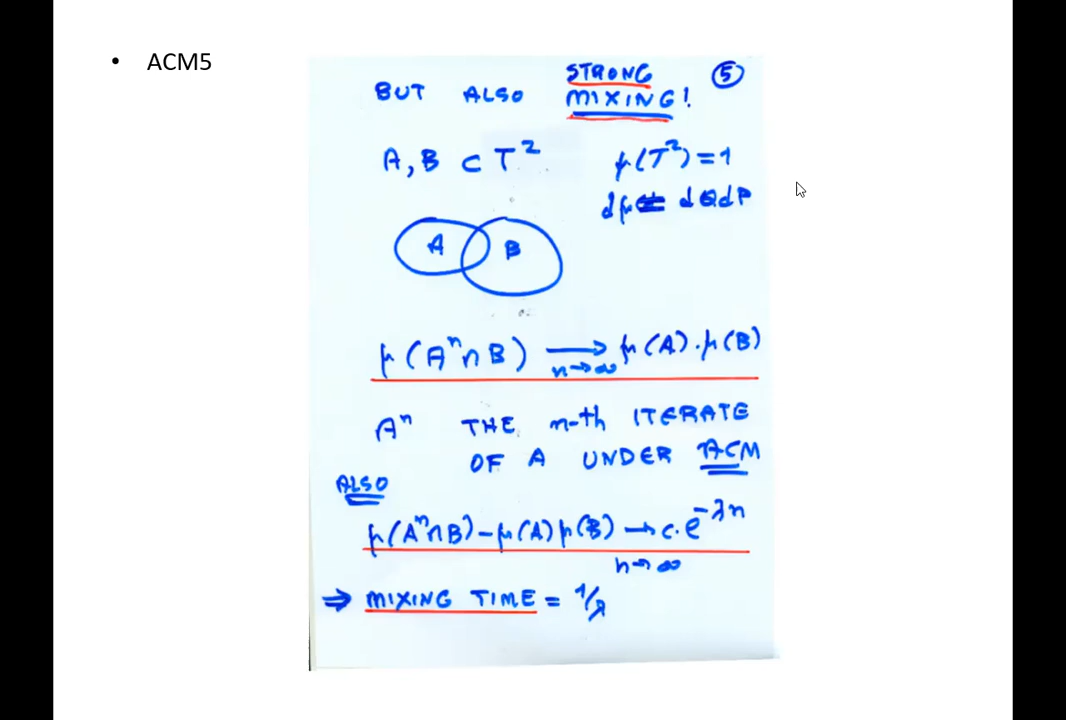 • ACM5
BUT ALSO STRONG MIXING! ⑤
A, B ⊂ T² μ(T²) = 1
dμ = dQdP
A B
μ(Aⁿ∩B) ⟶ μ(A)·μ(B)
n→∞
Aⁿ THE n-th ITERATE
OF A UNDER ACM
ALSO
μ(Aⁿ∩B) – μ(A)μ(B) → c·e^–λn
n→∞
⇒ MIXING TIME = 1/λ